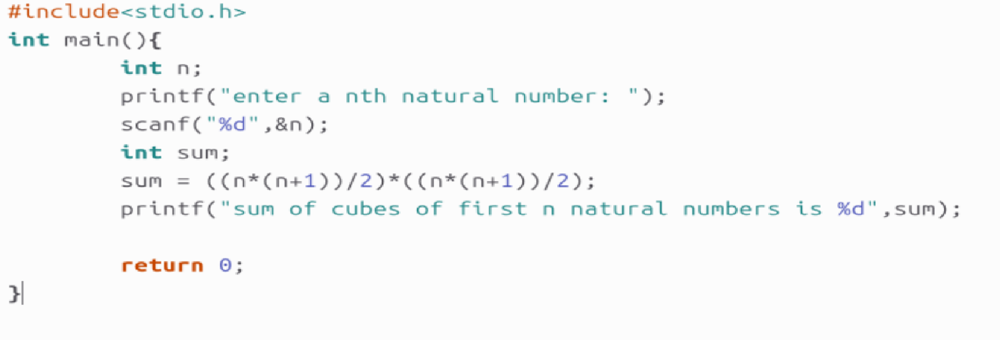 #include<stdio.h>
int main(){
int n;
printf("enter a nth natural number: ");
scanf("%d",&n);
int sum;
sum = ((n*(n+1))/2)*((n*(n+1))/2);
printf("sum of cubes of first n natural numbers is %d",sum);
return 0;
}